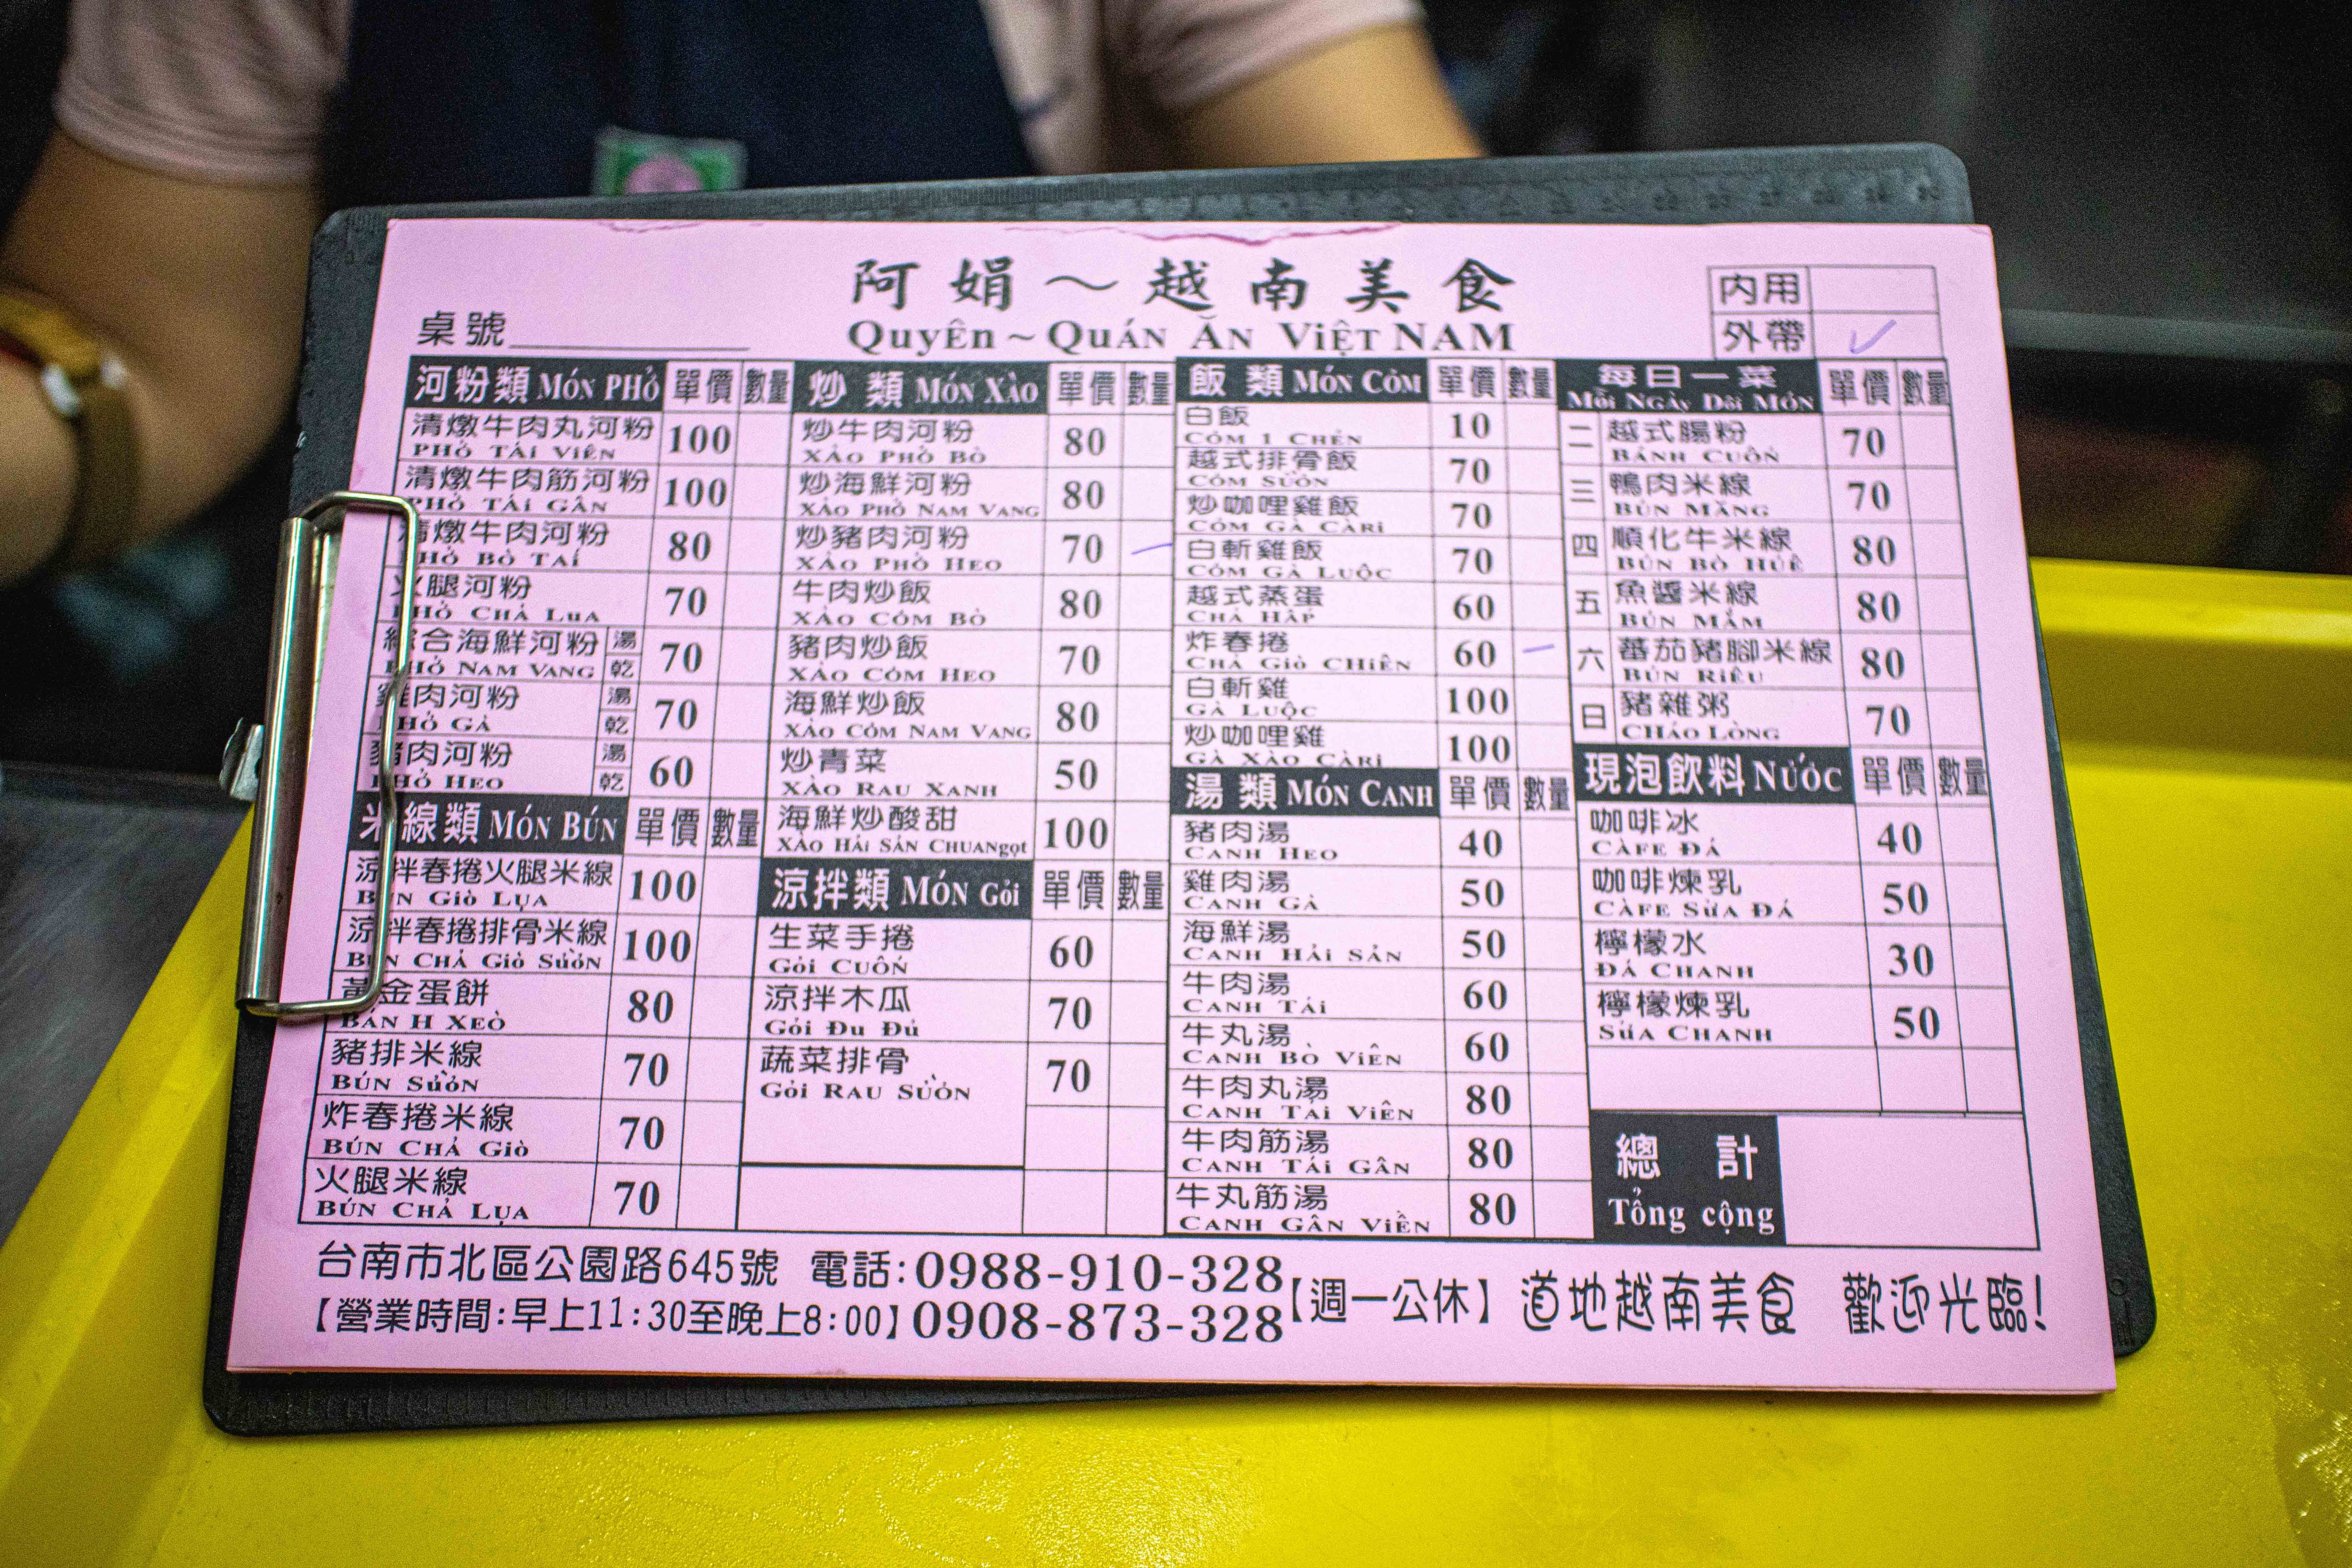 阿娟～越南美食
Quyên ~ Quán Ăn Việt NAM
桌號
內用
外帶 ✓
河粉類 Món Phở 單價 數量
清燉牛肉丸河粉 100
Phở Tái Viên
清燉牛肉筋河粉 100
Phở Tái Gân
清燉牛肉河粉 80
Phở Bò Taí
火腿河粉 70
Phở Chả Lua
綜合海鮮河粉 湯 乾 70
Phở Nam Vang
雞肉河粉 湯 乾 70
Phở Gà
豬肉河粉 湯 乾 60
Phở Heo
米線類 Món Bún 單價 數量
涼拌春捲火腿米線 100
Bún Giò Lụa
涼拌春捲排骨米線 100
Bún Chả Giò Sườn
黃金蛋餅 80
Bán H Xeò
豬排米線 70
Bún Sườn
炸春捲米線 70
Bún Chả Giò
火腿米線 70
Bún Chả Lụa
炒類 Món Xào 單價 數量
炒牛肉河粉 80
Xào Phở Bò
炒海鮮河粉 80
Xào Phở Nam Vang
炒豬肉河粉 70
Xào Phở Heo
牛肉炒飯 80
Xào Cơm Bò
豬肉炒飯 70
Xào Cơm Heo
海鮮炒飯 80
Xào Cơm Nam Vang
炒青菜 50
Xào Rau Xanh
海鮮炒酸甜 100
Xào Hải Sản Chuangọt
涼拌類 Món Gỏi 單價 數量
生菜手捲 60
Gỏi Cuốn
涼拌木瓜 70
Gỏi Đu Đủ
蔬菜排骨 70
Gỏi Rau Sườn
飯類 Món Cơm 單價 數量
白飯 10
Cơm 1 Chén
越式排骨飯 70
Cơm Sườn
炒咖哩雞飯 70
Cơm Gà Càri
白斬雞飯 70
Cơm Gà Luộc
越式蒸蛋 60
Chả Hấp
炸春捲 60
Chả Giò Chiên
白斬雞 100
Gà Luộc
炒咖哩雞 100
Gà Xào Càri
湯類 Món Canh 單價 數量
豬肉湯 40
Canh Heo
雞肉湯 50
Canh Gà
海鮮湯 50
Canh Hải Sản
牛肉湯 60
Canh Tái
牛丸湯 60
Canh Bò Viên
牛肉丸湯 80
Canh Tái Viên
牛肉筋湯 80
Canh Tái Gân
牛丸筋湯 80
Canh Gân Viên
每日一菜 單價 數量
Mỗi Ngày Đổi Món
二 越式腸粉 70
Bánh Cuốn
三 鴨肉米線 70
Bún Măng
四 順化牛米線 80
Bún Bò Huế
五 魚醬米線 80
Bún Mắm
六 蕃茄豬腳米線 80
Bún Riêu
日 豬雜粥 70
Cháo Lòng
現泡飲料 Nước 單價 數量
咖啡冰 40
Càfe Đá
咖啡煉乳 50
Càfe Sữa Đá
檸檬水 30
Đá Chanh
檸檬煉乳 50
Sữa Chanh
總計
Tổng cộng
台南市北區公園路645號 電話:0988-910-328
【營業時間:早上11:30至晚上8:00】0908-873-328【週一公休】道地越南美食 歡迎光臨!